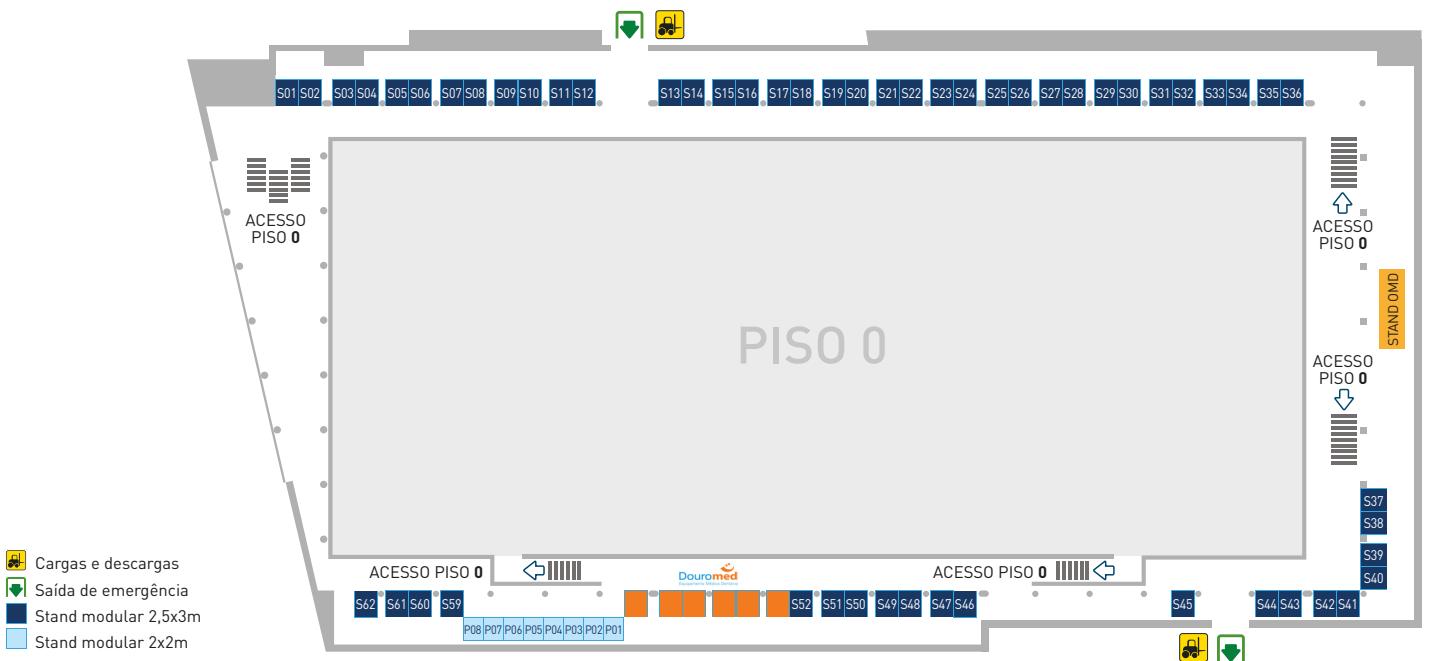 S01 S02 S03 S04 S05 S06 S07 S08 S09 S10 S11 S12 S13 S14 S15 S16 S17 S18 S19 S20 S21 S22 S23 S24 S25 S26 S27 S28 S29 S30 S31 S32 S33 S34 S35 S36
ACESSO
PISO 0
ACESSO
PISO 0
STAND OMD
PISO 0
ACESSO
PISO 0
S37
S38
S39
S40
Cargas e descargas
Saída de emergência
Stand modular 2,5x3m
Stand modular 2x2m
ACESSO PISO 0
Douromed
Equipamento Médico Dentário
ACESSO PISO 0
S62 S61 S60 S59 S52 S51 S50 S49 S48 S47 S46 S45 S44 S43 S42 S41
P08 P07 P06 P05 P04 P03 P02 P01